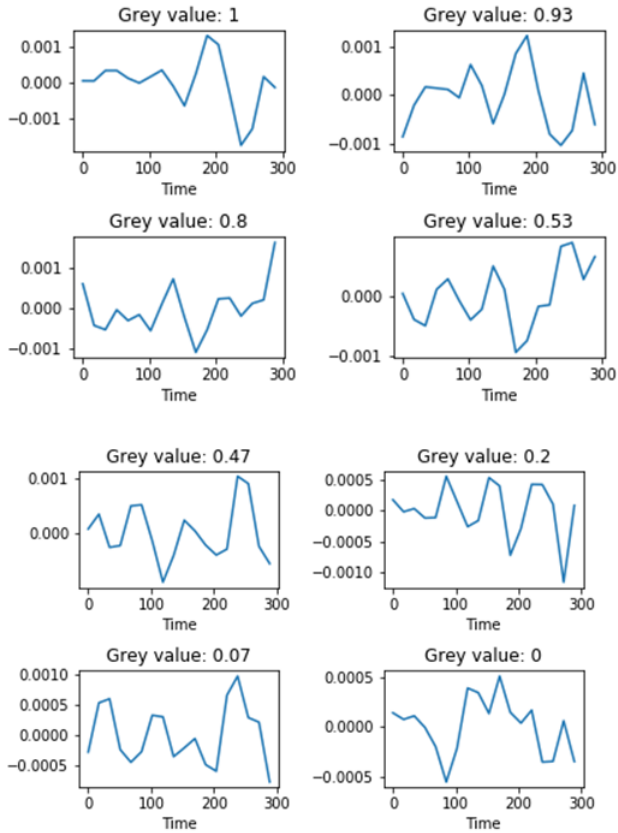 Grey value: 1
0.001
0.000
−0.001
0 100 200 300
Time
Grey value: 0.93
0.001
0.000
−0.001
0 100 200 300
Time
Grey value: 0.8
0.001
0.000
−0.001
0 100 200 300
Time
Grey value: 0.53
0.000
−0.001
0 100 200 300
Time
Grey value: 0.47
0.001
0.000
0 100 200 300
Time
Grey value: 0.2
0.0005
0.0000
−0.0005
−0.0010
0 100 200 300
Time
Grey value: 0.07
0.0010
0.0005
0.0000
−0.0005
0 100 200 300
Time
Grey value: 0
0.0005
0.0000
−0.0005
0 100 200 300
Time